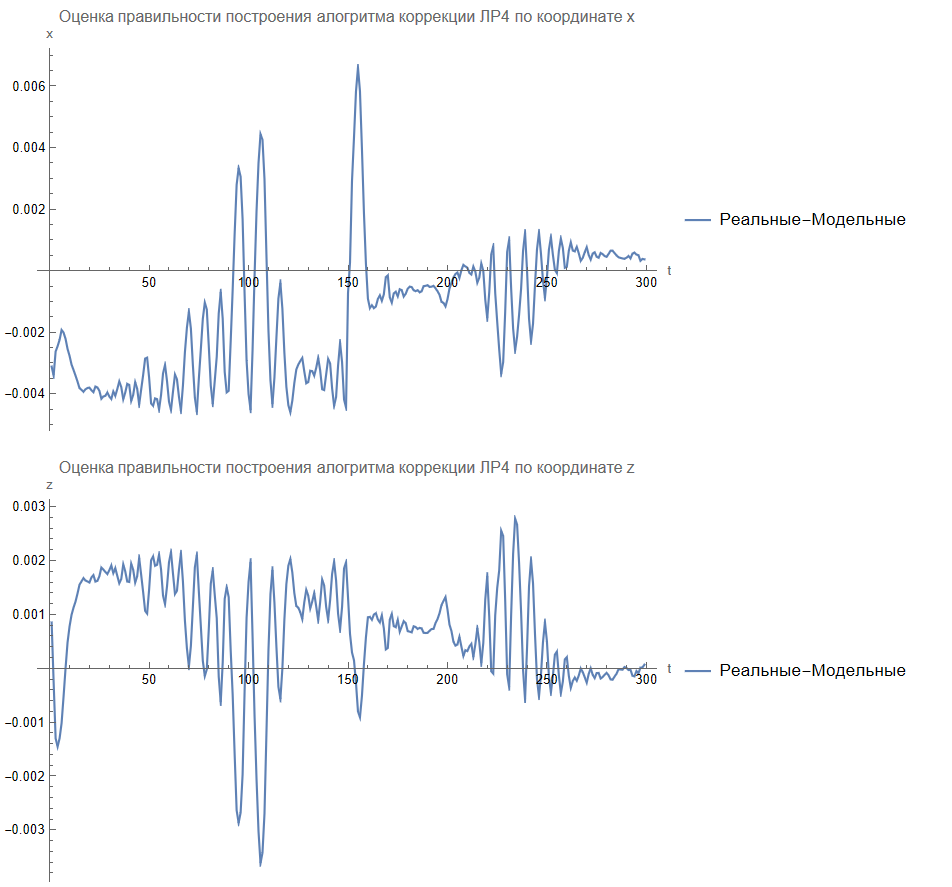 Оценка правильности построения алогритма коррекции ЛР4 по координате x
x
0.006
0.004
0.002
−0.002
−0.004
50 100 150 200 250 300 t
Реальные−Модельные
Оценка правильности построения алогритма коррекции ЛР4 по координате z
z
0.003
0.002
0.001
−0.001
−0.002
−0.003
50 100 150 200 250 300 t
Реальные−Модельные